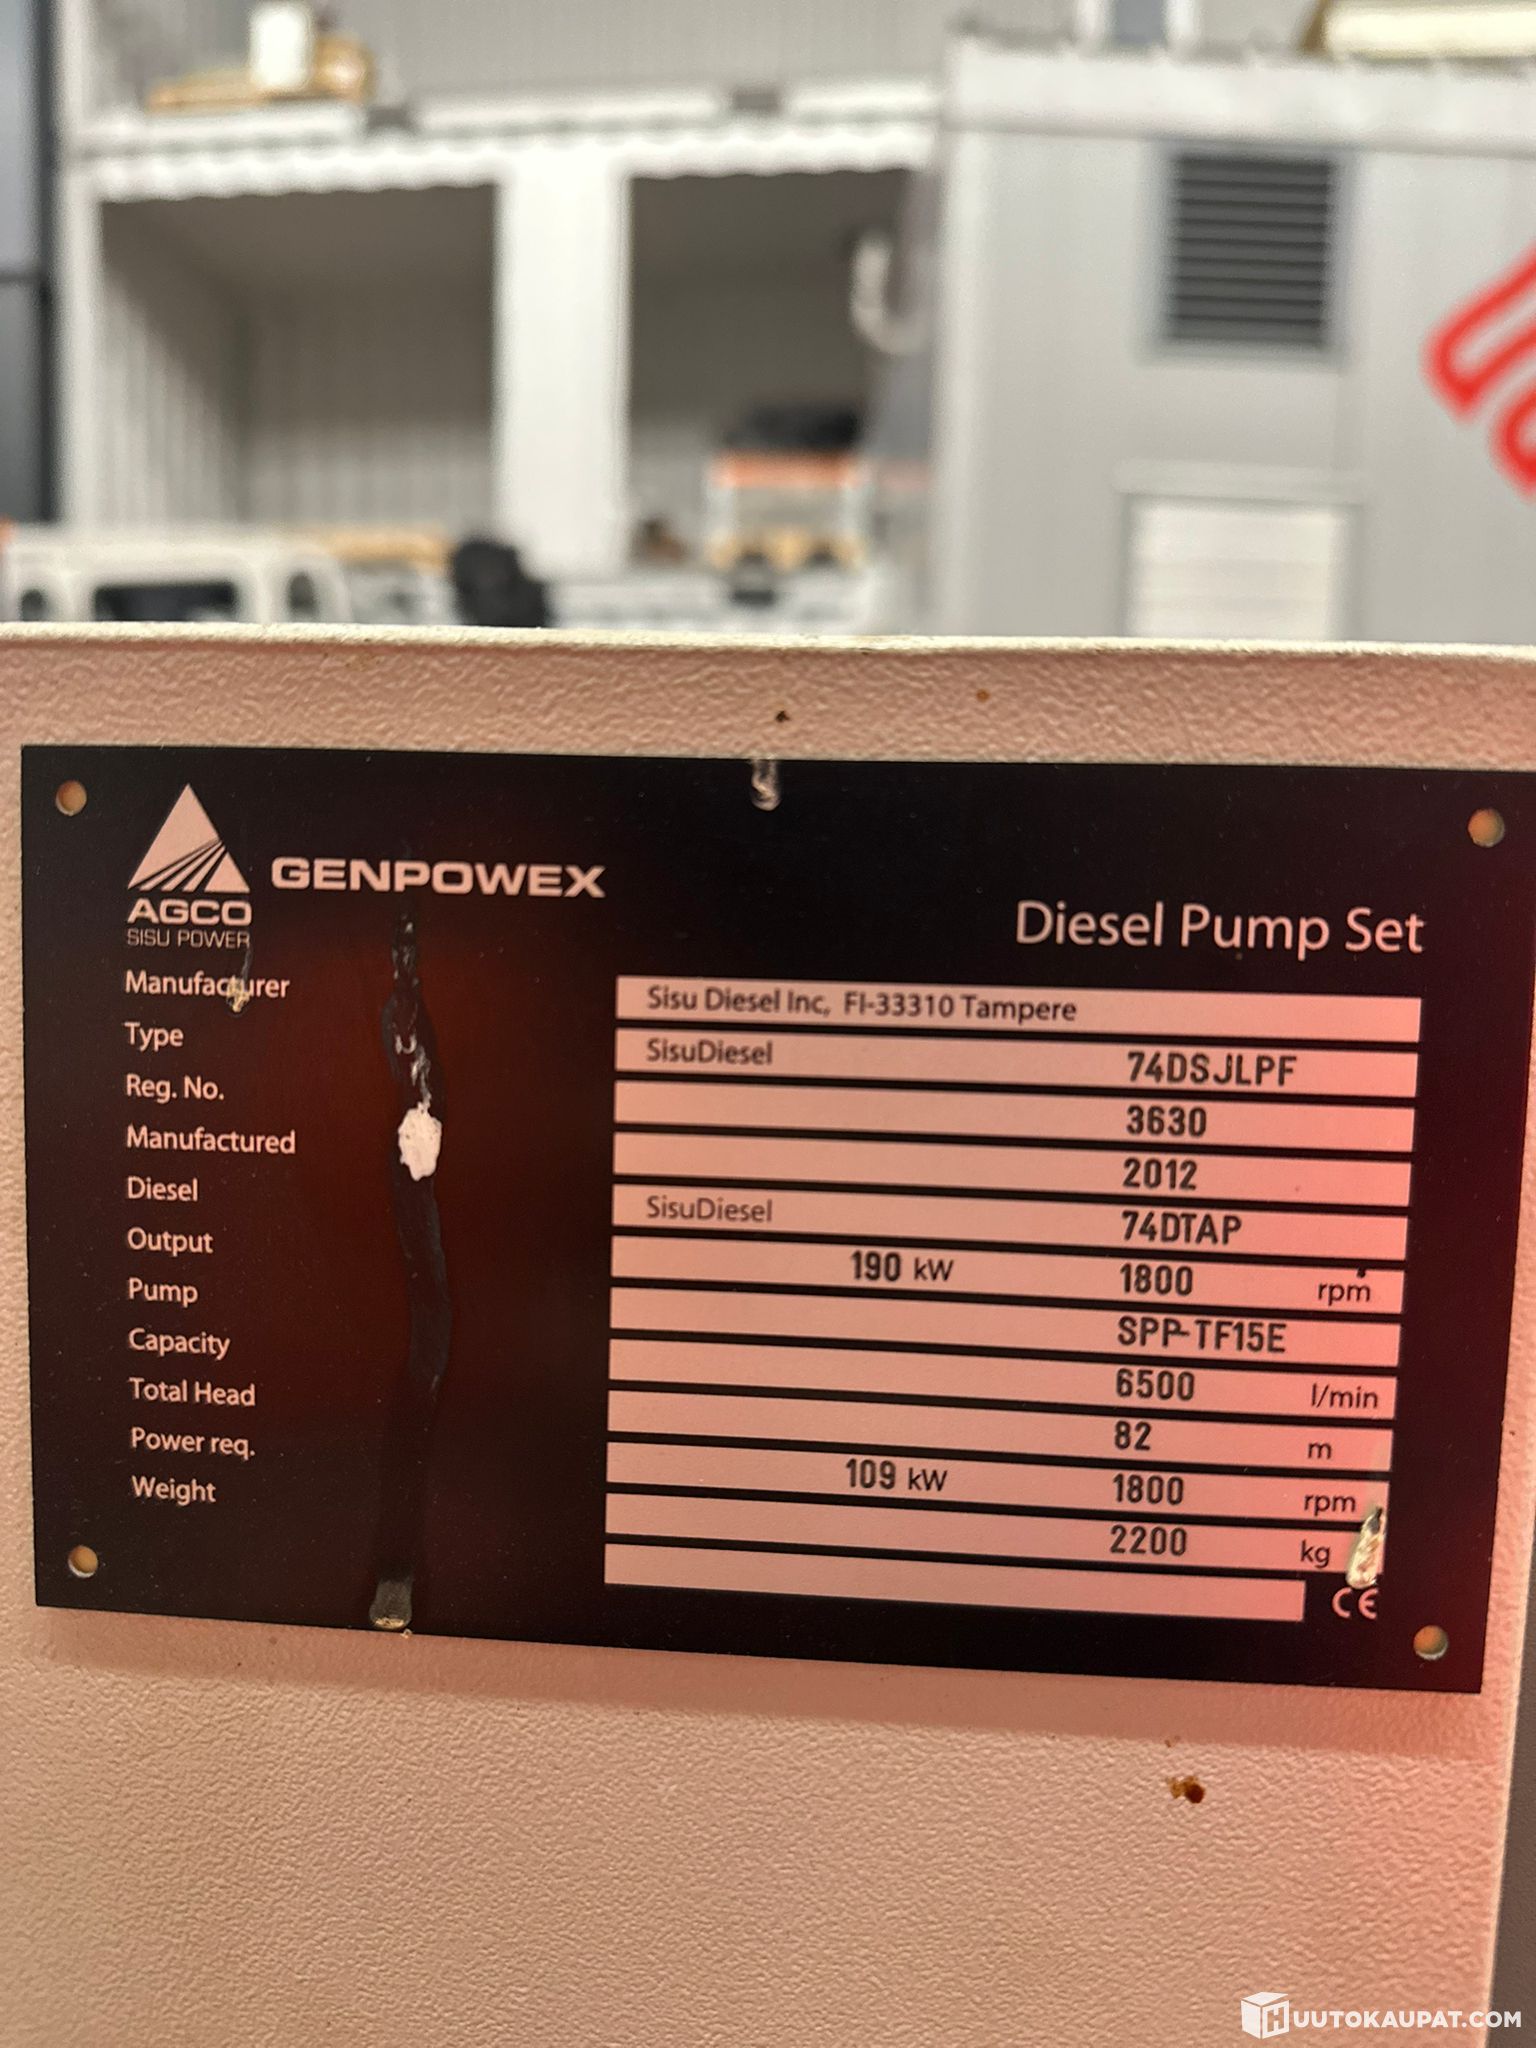 AGCO
SISU POWER
GENPOWEX
Diesel Pump Set
Manufacturer Sisu Diesel Inc, FI-33310 Tampere
Type SisuDiesel 74DSJLPF
Reg. No. 3630
Manufactured 2012
Diesel SisuDiesel 74DTAP
Output 190 kW 1800 rpm
Pump SPP-TF15E
Capacity 6500 l/min
Total Head 82 m
Power req. 109 kW 1800 rpm
Weight 2200 kg
CE
HUUTOKAUPAT.COM